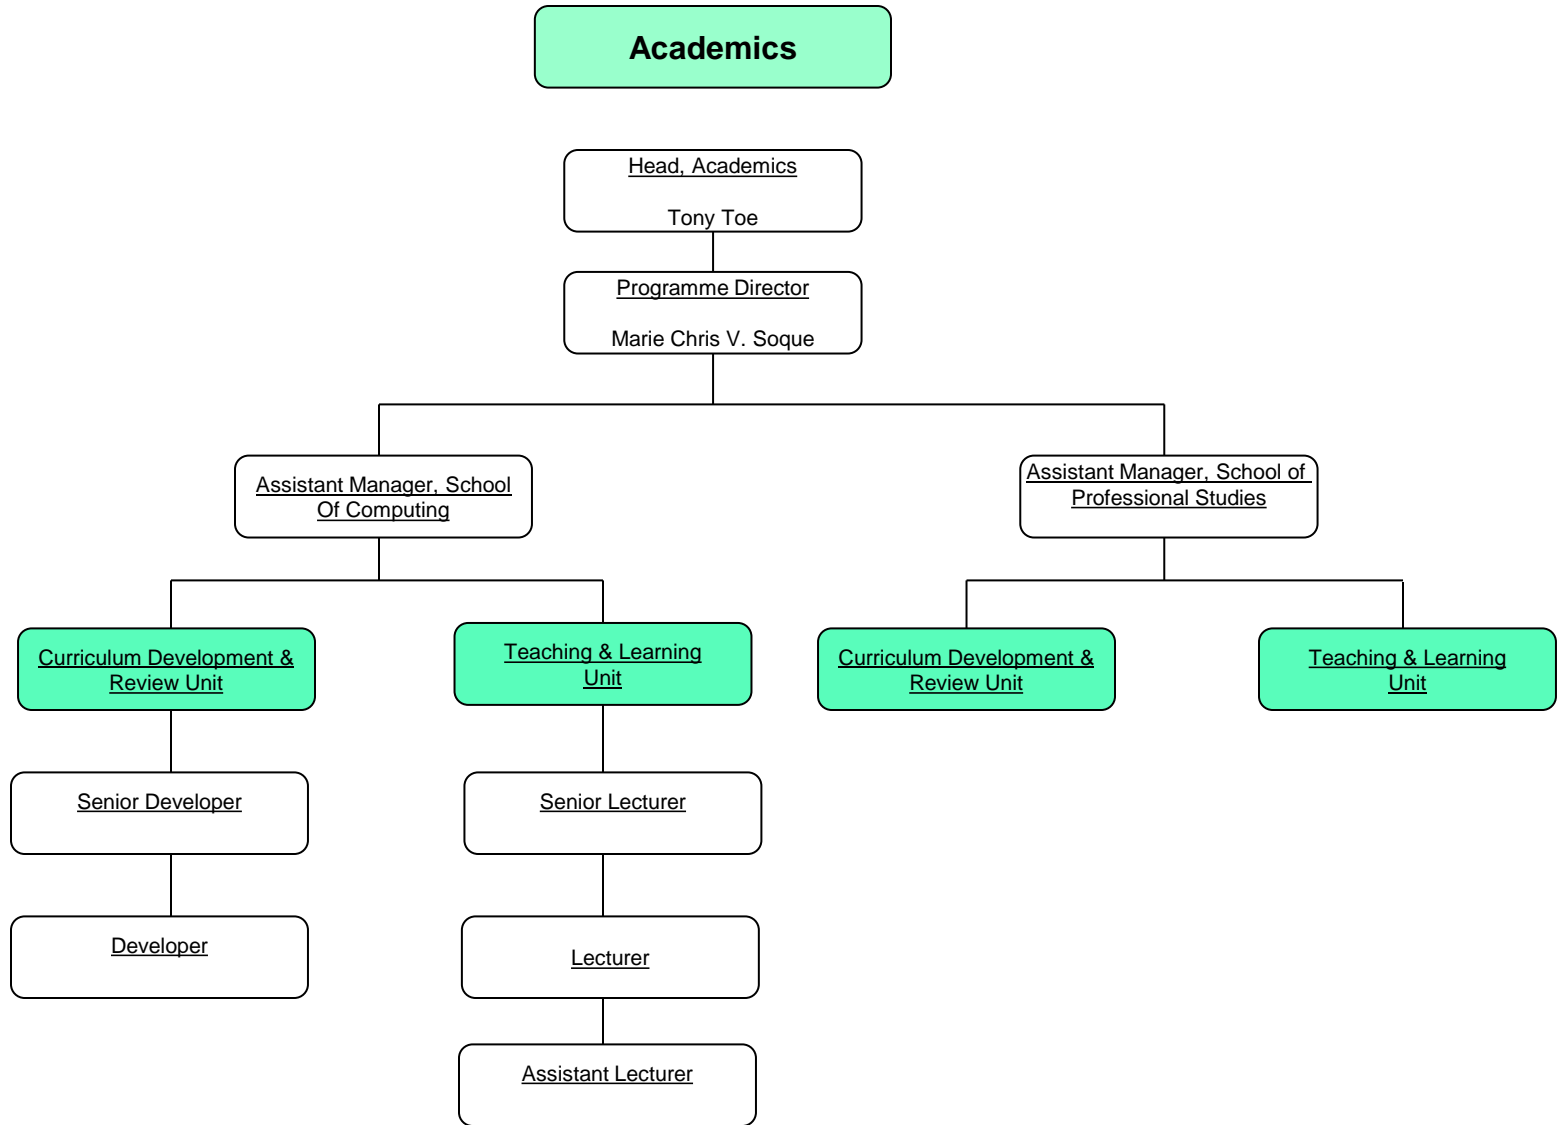 Academics
Head, Academics
Tony Toe
Programme Director
Marie Chris V. Soque
Assistant Manager, School
Of Computing
Assistant Manager, School of
Professional Studies
Curriculum Development &
Review Unit
Teaching & Learning
Unit
Curriculum Development &
Review Unit
Teaching & Learning
Unit
Senior Developer
Senior Lecturer
Developer
Lecturer
Assistant Lecturer